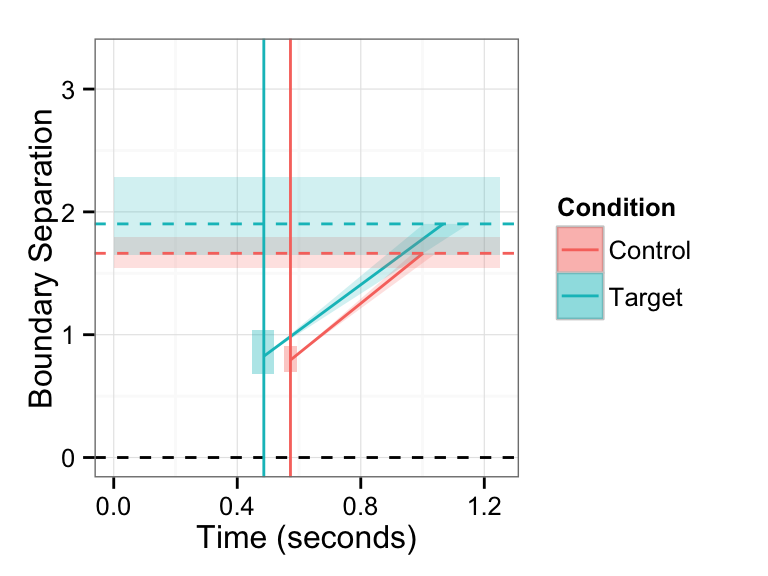 Boundary Separation
3
2
1
0
0.0 0.4 0.8 1.2
Time (seconds)
Condition
Control
Target